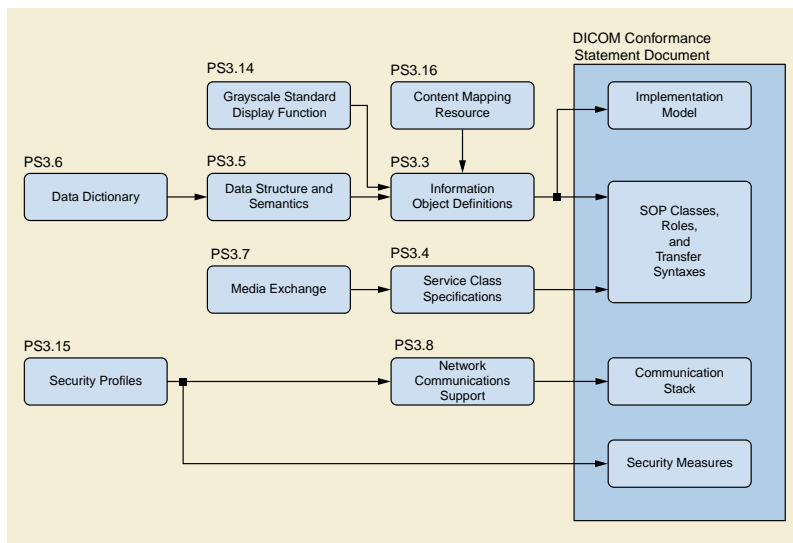 DICOM Conformance
Statement Document
PS3.14
Grayscale Standard
Display Function
PS3.16
Content Mapping
Resource
Implementation
Model
PS3.6
Data Dictionary
PS3.5
Data Structure and
Semantics
PS3.3
Information
Object Definitions
SOP Classes,
Roles,
and
Transfer
Syntaxes
PS3.7
Media Exchange
PS3.4
Service Class
Specifications
PS3.15
Security Profiles
PS3.8
Network
Communications
Support
Communication
Stack
Security Measures